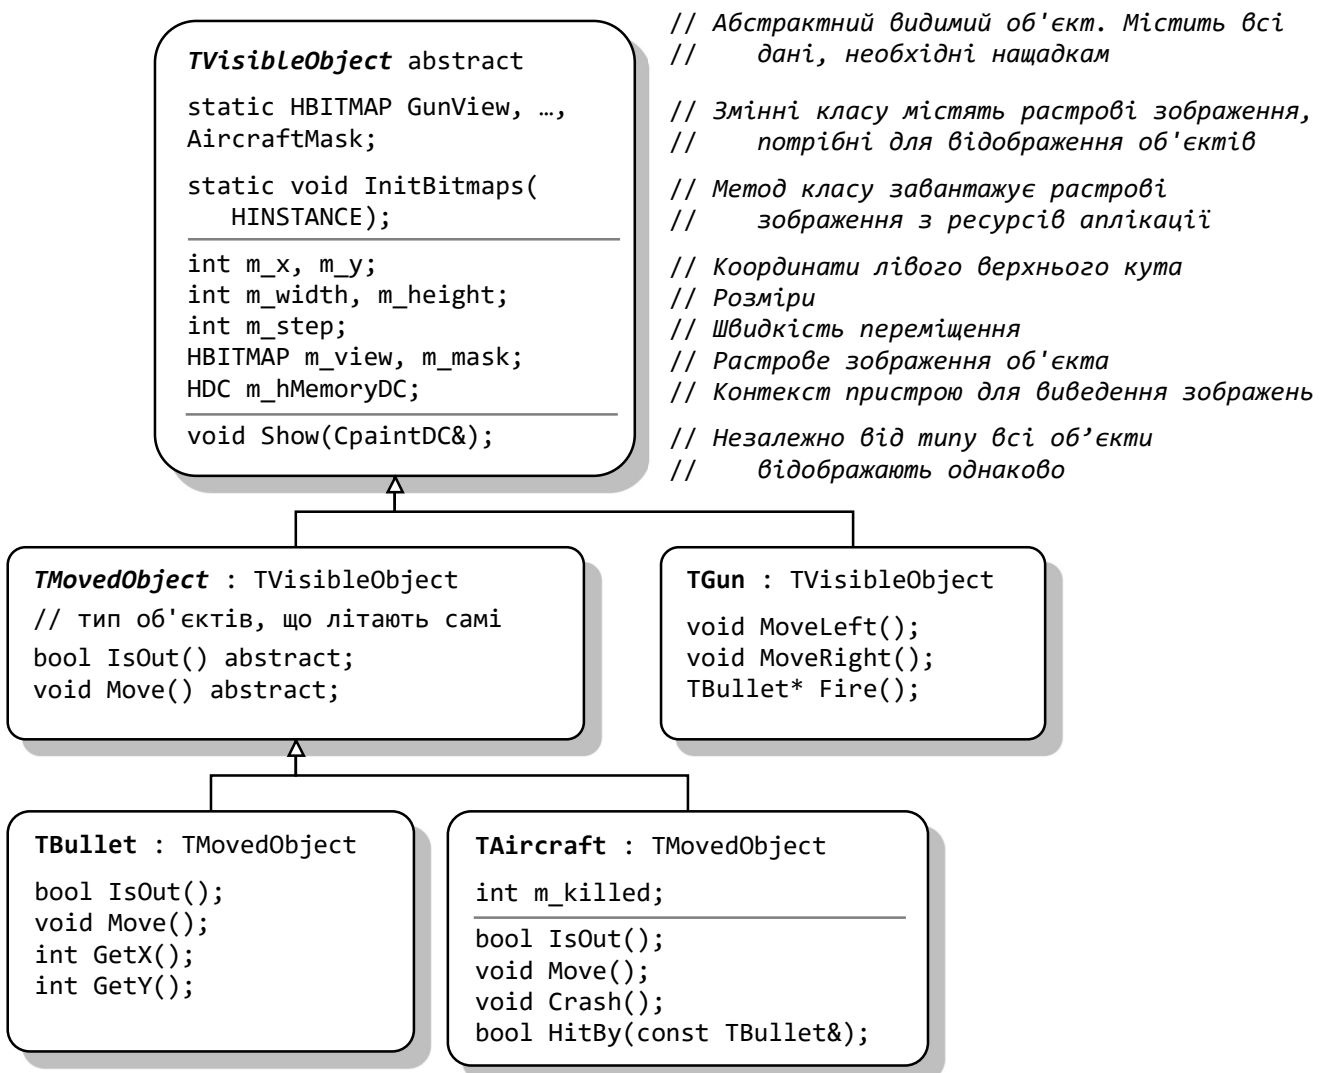 TVisibleObject abstract
static HBITMAP GunView, …,
AircraftMask;
static void InitBitmaps(
HINSTANCE);
int m_x, m_y;
int m_width, m_height;
int m_step;
HBITMAP m_view, m_mask;
HDC m_hMemoryDC;
void Show(CpaintDC&);
// Абстрактний видимий об'єкт. Містить всі
// дані, необхідні нащадкам
// Змінні класу містять растрові зображення,
// потрібні для відображення об'єктів
// Метод класу завантажує растрові
// зображення з ресурсів аплікації
// Координати лівого верхнього кута
// Розміри
// Швидкість переміщення
// Растрове зображення об'єкта
// Контекст пристрою для виведення зображень
// Незалежно від типу всі об’єкти
// відображають однаково
TMovedObject : TVisibleObject
// тип об'єктів, що літають самі
bool IsOut() abstract;
void Move() abstract;
TGun : TVisibleObject
void MoveLeft();
void MoveRight();
TBullet* Fire();
TBullet : TMovedObject
bool IsOut();
void Move();
int GetX();
int GetY();
TAircraft : TMovedObject
int m_killed;
bool IsOut();
void Move();
void Crash();
bool HitBy(const TBullet&);